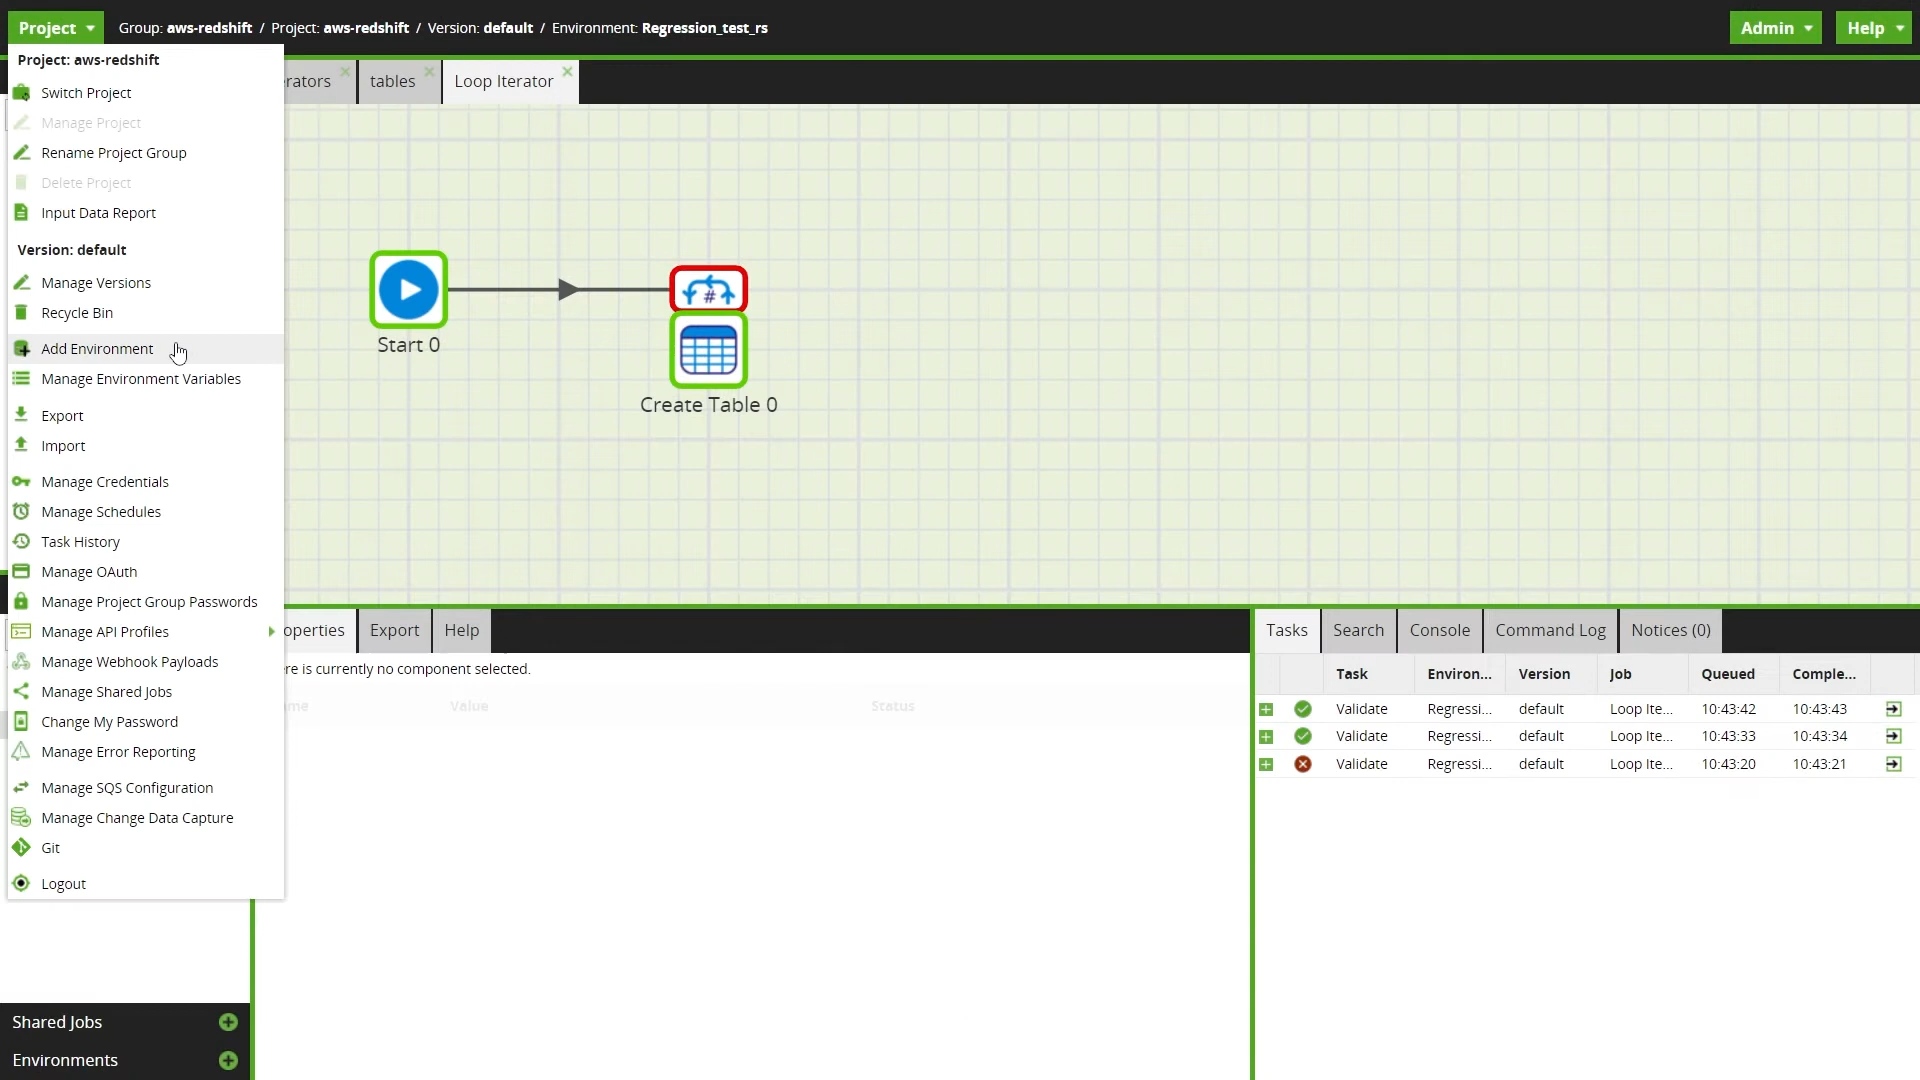 Project
Group: aws-redshift / Project: aws-redshift / Version: default / Environment: Regression_test_rs
Admin
Help
Project: aws-redshift
Switch Project
Manage Project
Rename Project Group
Delete Project
Input Data Report
Version: default
Manage Versions
Recycle Bin
Add Environment
Manage Environment Variables
Export
Import
Manage Credentials
Manage Schedules
Task History
Manage OAuth
Manage Project Group Passwords
Manage API Profiles
Manage Webhook Payloads
Manage Shared Jobs
Change My Password
Manage Error Reporting
Manage SQS Configuration
Manage Change Data Capture
Git
Logout
Shared Jobs
Environments
erators
tables
Loop Iterator
Start 0
#
Create Table 0
operties
Export
Help
ere is currently no component selected.
me Value Status
Tasks
Search
Console
Command Log
Notices (0)
Task Environ... Version Job Queued Comple...
Validate Regressi... default Loop Ite... 10:43:42 10:43:43
Validate Regressi... default Loop Ite... 10:43:33 10:43:34
Validate Regressi... default Loop Ite... 10:43:20 10:43:21